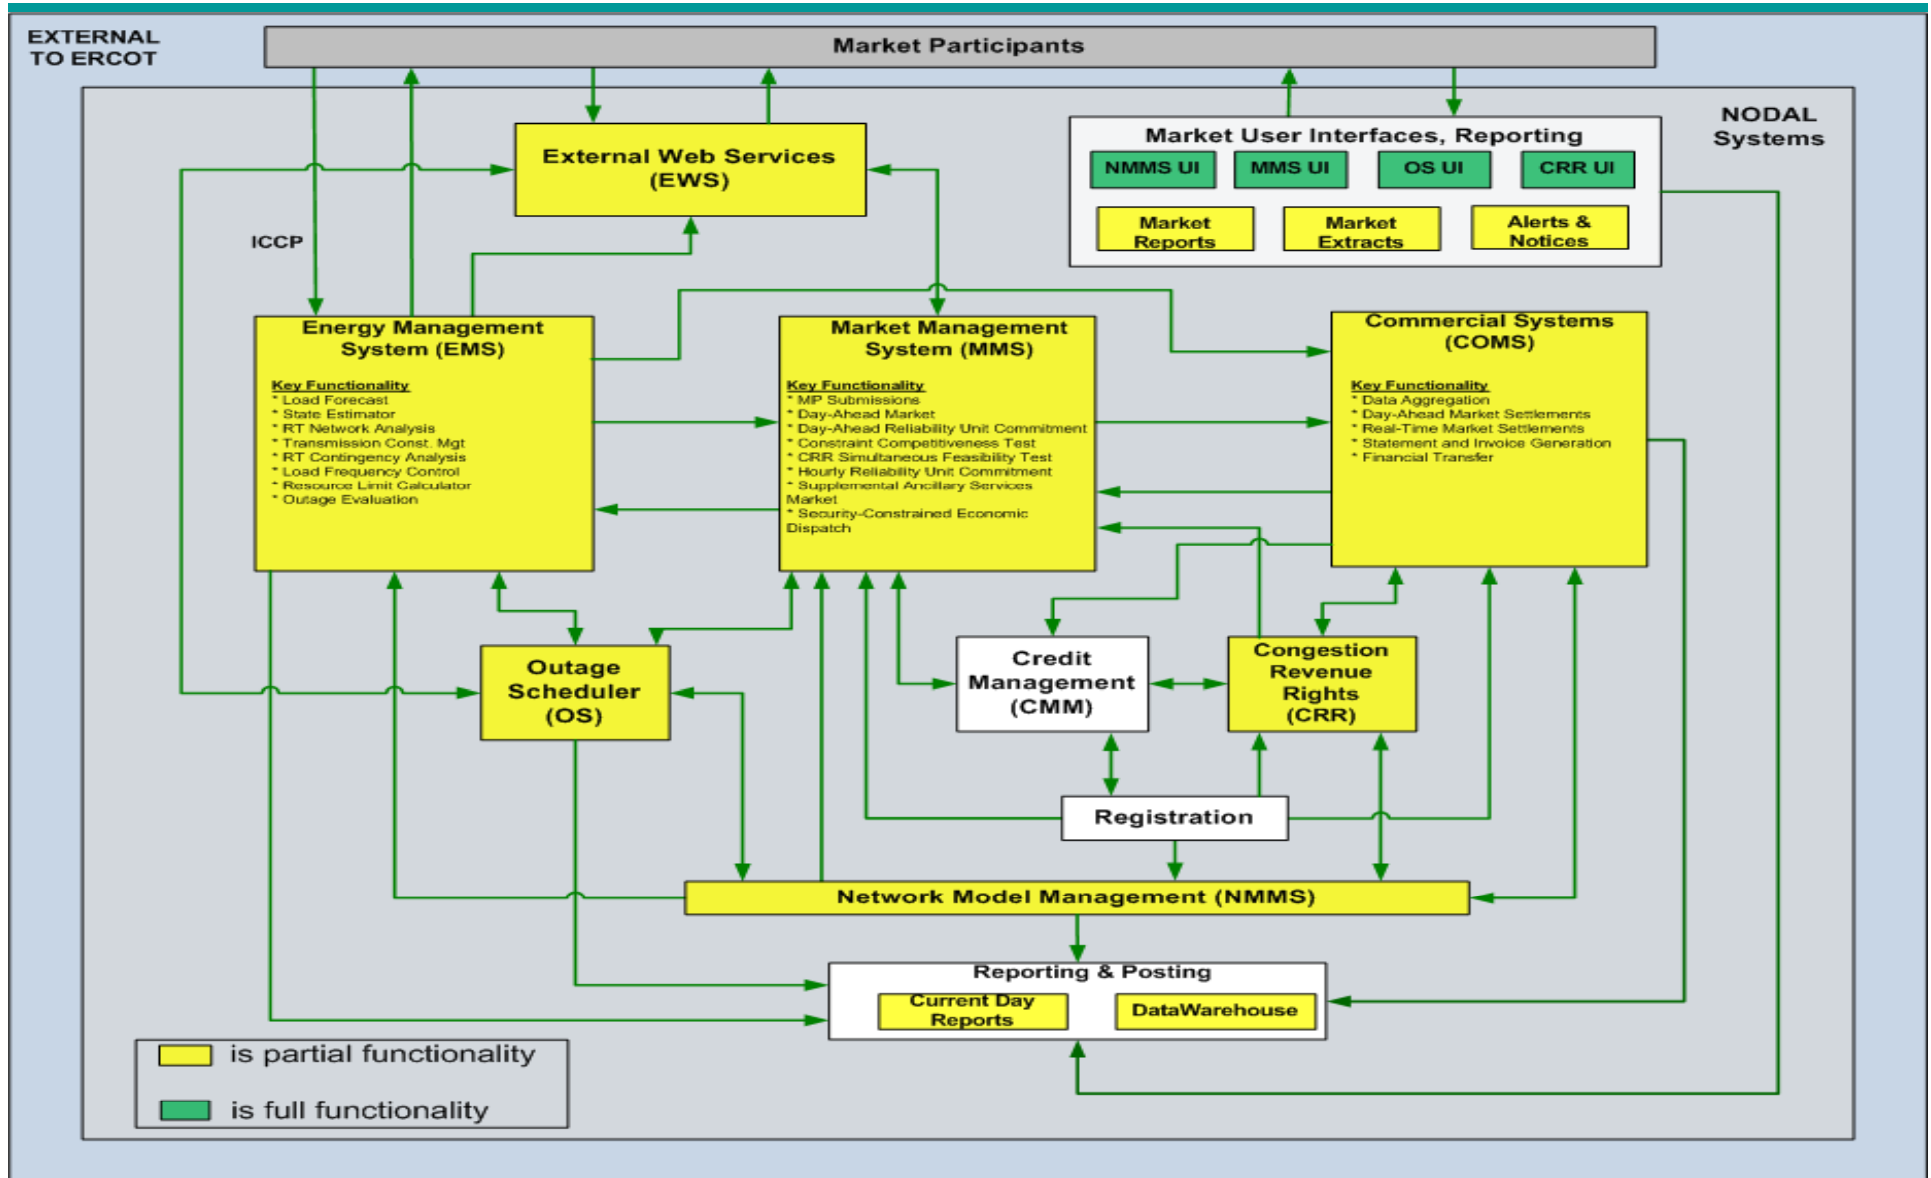 EXTERNAL
TO ERCOT
Market Participants
NODAL
Systems
External Web Services
(EWS)
Market User Interfaces, Reporting
NMMS UI
MMS UI
OS UI
CRR UI
Market
Reports
Market
Extracts
Alerts &
Notices
ICCP
Energy Management
System (EMS)
Key Functionality
* Load Forecast
* State Estimator
* RT Network Analysis
* Transmission Const. Mgt
* RT Contingency Analysis
* Load Frequency Control
* Resource Limit Calculator
* Outage Evaluation
Market Management
System (MMS)
Key Functionality
* MP Submissions
* Day-Ahead Market
* Day-Ahead Reliability Unit Commitment
* Constraint Competitiveness Test
* CRR Simultaneous Feasibility Test
* Hourly Reliability Unit Commitment
* Supplemental Ancillary Services
Market
* Security-Constrained Economic
Dispatch
Commercial Systems
(COMS)
Key Functionality
* Data Aggregation
* Day-Ahead Market Settlements
* Real-Time Market Settlements
* Statement and Invoice Generation
* Financial Transfer
Outage
Scheduler
(OS)
Credit
Management
(CMM)
Congestion
Revenue
Rights
(CRR)
Registration
Network Model Management (NMMS)
Reporting & Posting
Current Day
Reports
DataWarehouse
is partial functionality
is full functionality